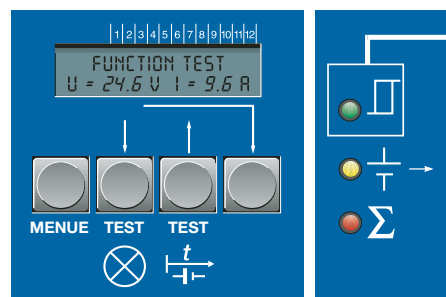 1 2 3 4 5 6 7 8 9 10 11 12
FUNCTION TEST
U = 24.6 V I = 9.6 A
MENUE TEST TEST
t
Σ